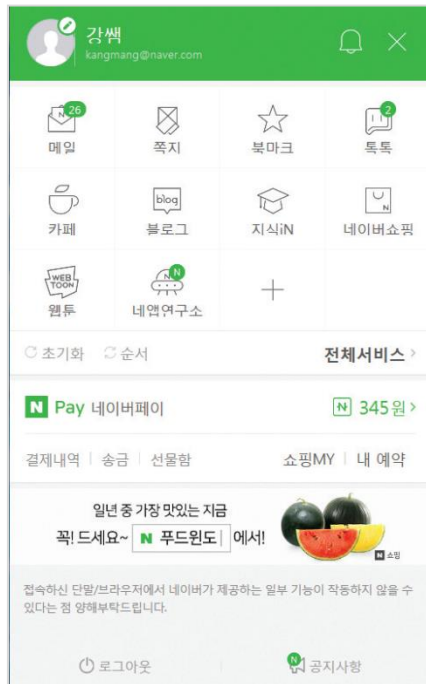 강쌤
kangmang@naver.com
N 26 2
메일 쪽지 북마크 톡톡
blog N
카페 블로그 지식iN 네이버쇼핑
WEB TOON N
웹툰 네앱연구소
초기화 순서 전체서비스 >
N Pay 네이버페이 N 345원 >
결제내역 송금 선물함 쇼핑MY 내 예약
일년 중 가장 맛있는 지금
꼭! 드세요~ N 푸드윈도 에서!
N 쇼핑
접속하신 단말/브라우저에서 네이버가 제공하는 일부 기능이 작동하지 않을 수
있다는 점 양해부탁드립니다.
로그아웃 N 공지사항